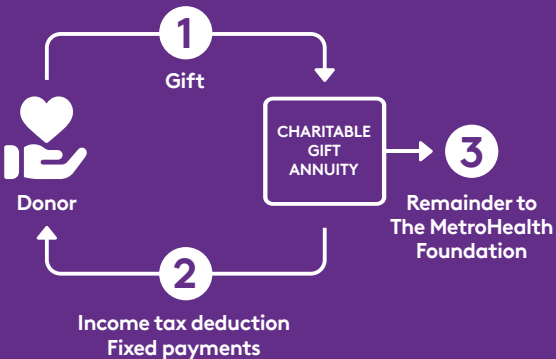 1
Gift
CHARITABLE
GIFT
ANNUITY
3
Donor
Remainder to
The MetroHealth
Foundation
2
Income tax deduction
Fixed payments